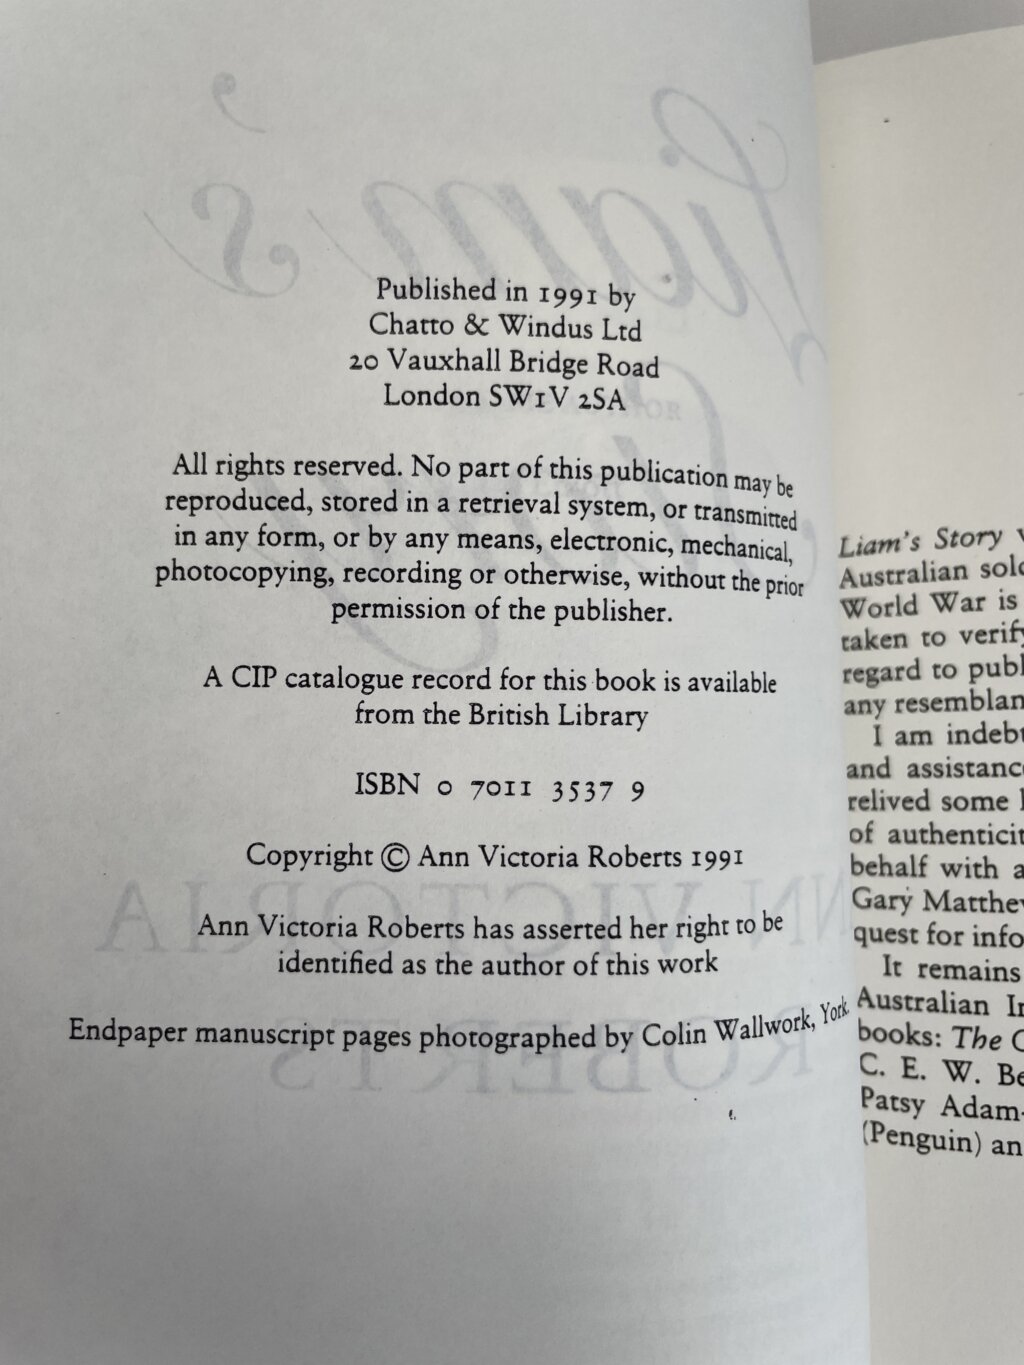 Published in 1991 by
Chatto & Windus Ltd
20 Vauxhall Bridge Road
London SW1V 2SA
All rights reserved. No part of this publication may be
reproduced, stored in a retrieval system, or transmitted
in any form, or by any means, electronic, mechanical,
photocopying, recording or otherwise, without the prior
permission of the publisher.
A CIP catalogue record for this book is available
from the British Library
ISBN 0 7011 3537 9
Copyright © Ann Victoria Roberts 1991
Ann Victoria Roberts has asserted her right to be
identified as the author of this work
Endpaper manuscript pages photographed by Colin Wallwork, York.
Liam's Story
Australian
World War is
taken to verify
regard to
any
I am
and
relived some
of
behalf with a
Gary
quest for
It remains
Australian
books: The
C. E. W.
Patsy Adam-
(Penguin) an